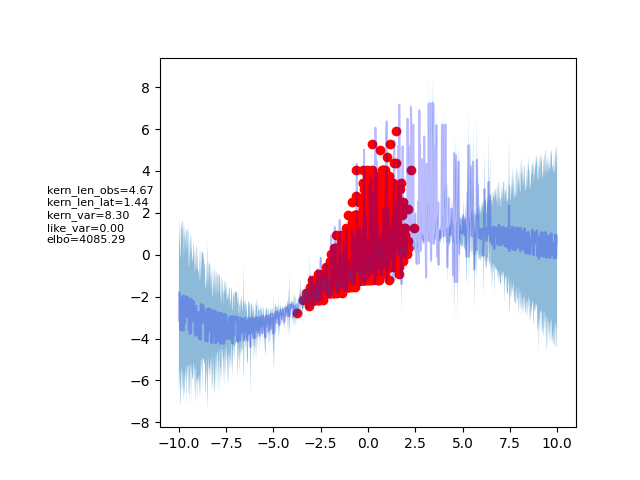 8
6
4
2
0
−2
−4
−6
−8
kern_len_obs=4.67
kern_len_lat=1.44
kern_var=8.30
like_var=0.00
elbo=4085.29
−10.0 −7.5 −5.0 −2.5 0.0 2.5 5.0 7.5 10.0